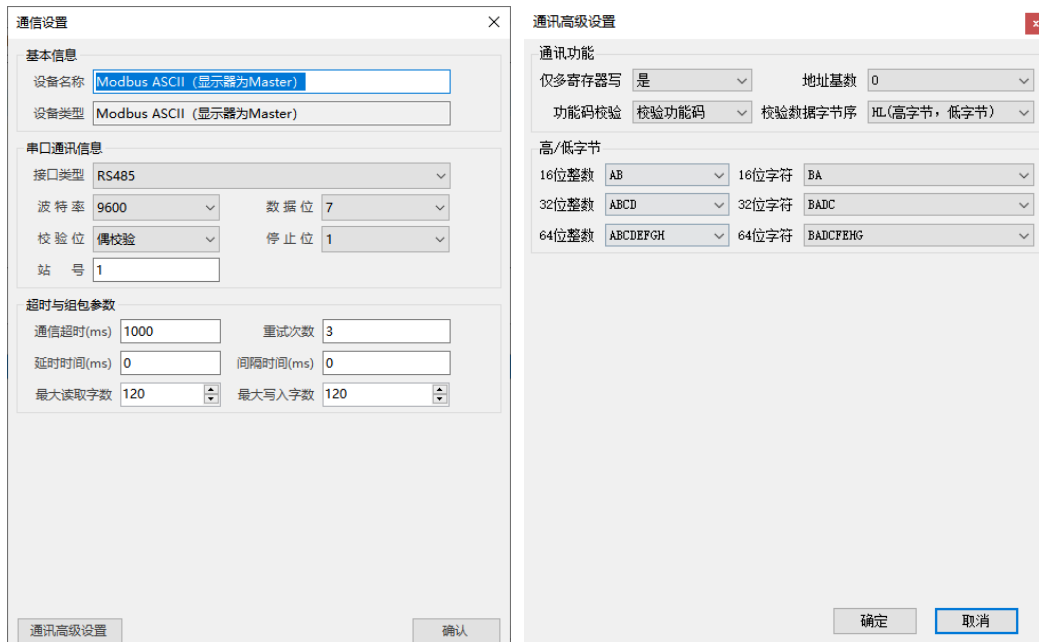 通信设置
基本信息
设备名称 Modbus ASCII（显示器为Master）
设备类型 Modbus ASCII（显示器为Master）
串口通讯信息
接口类型 RS485
波特率 9600 数据位 7
校验位 偶校验 停止位 1
站号 1
超时与组包参数
通信超时(ms) 1000 重试次数 3
延时时间(ms) 0 间隔时间(ms) 0
最大读取字数 120 最大写入字数 120
通讯高级设置 确认
通讯高级设置
通讯功能
仅多寄存器写 是 地址基数 0
功能码校验 校验功能码 校验数据字节序 HL(高字节，低字节)
高/低字节
16位整数 AB 16位字符 BA
32位整数 ABCD 32位字符 BADC
64位整数 ABCDEFGH 64位字符 BADCFEHG
确定 取消